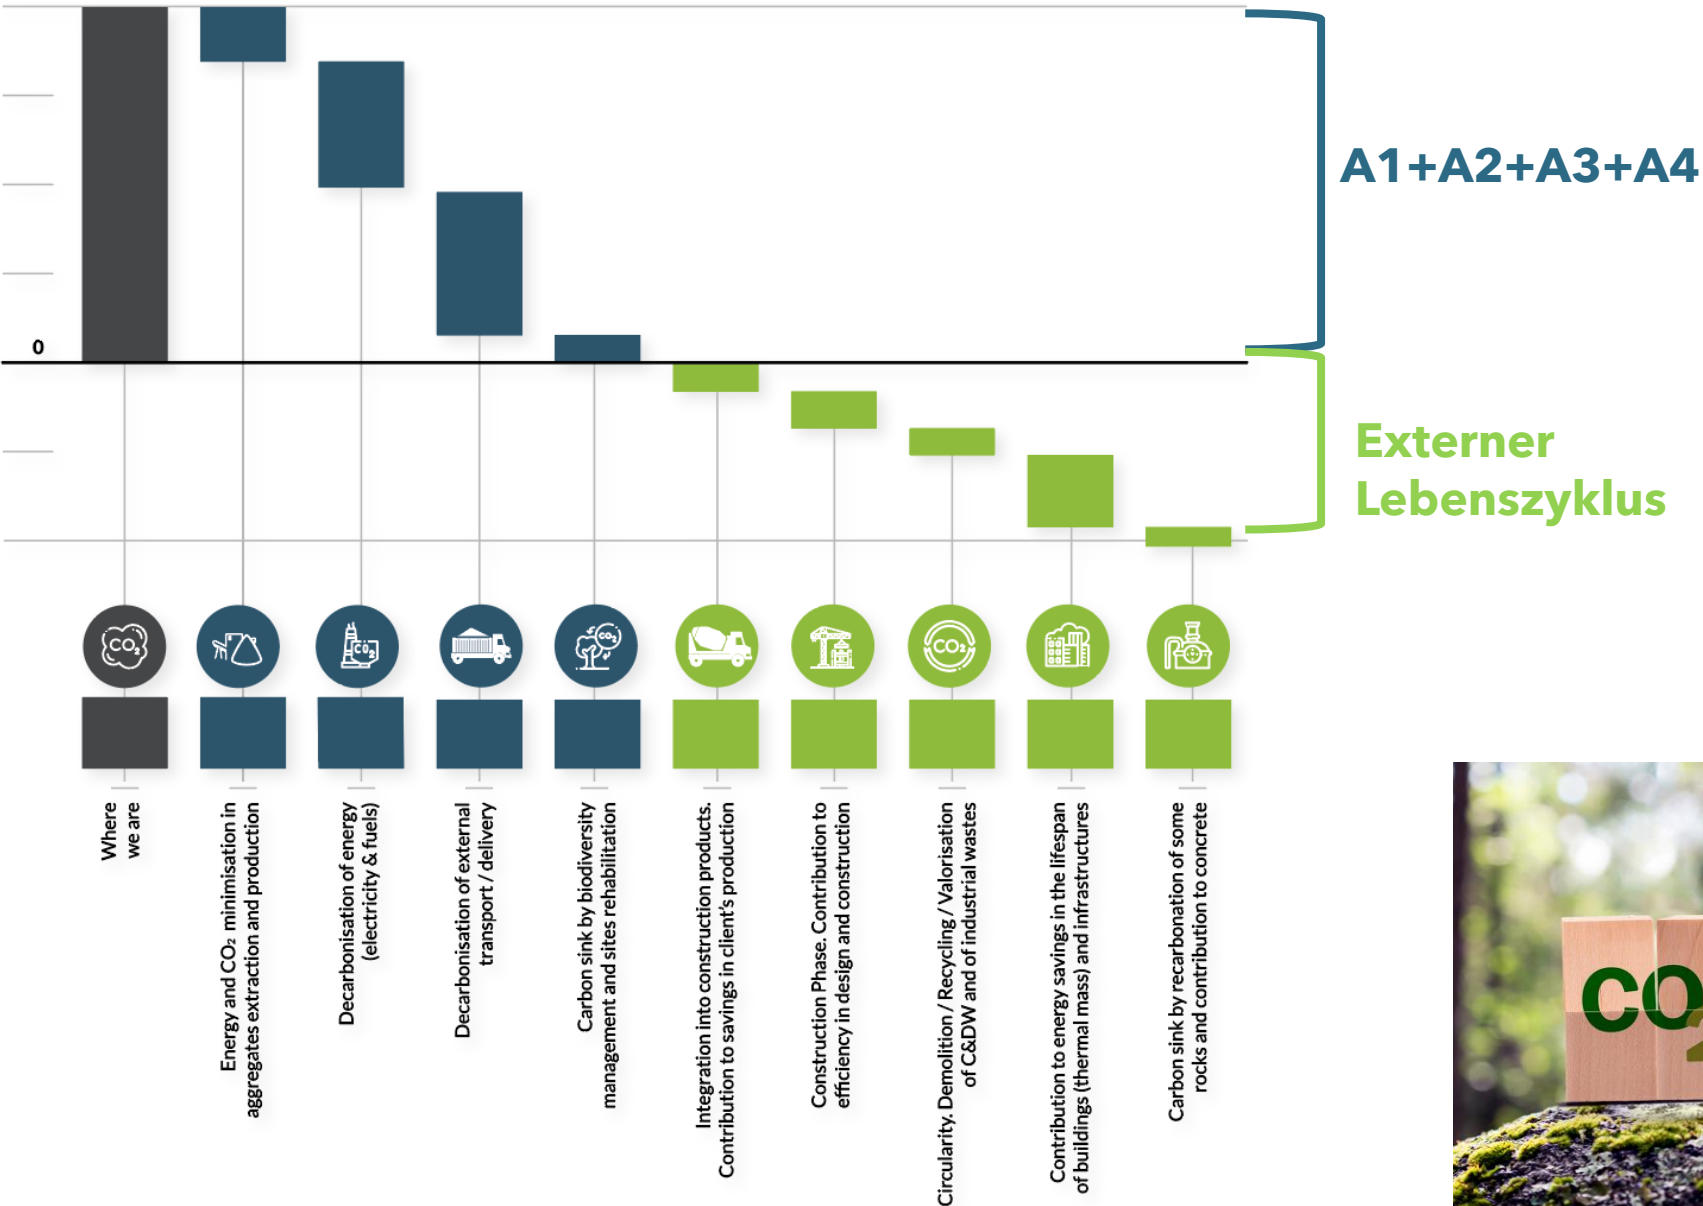 A1+A2+A3+A4
0
Externer
Lebenszyklus
CO₂
CO₂
CO₂
CO₂
Where
we are
Energy and CO₂ minimisation in
aggregates extraction and production
Decarbonisation of energy
(electricity & fuels)
Decarbonisation of external
transport / delivery
Carbon sink by biodiversity
management and sites rehabilitation
Integration into construction products.
Contribution to savings in client's production
Construction Phase. Contribution to
efficiency in design and construction
Circularity. Demolition / Recycling / Valorisation
of C&DW and of industrial wastes
Contribution to energy savings in the lifespan
of buildings (thermal mass) and infrastructures
Carbon sink by recarbonation of some
rocks and contribution to concrete
CO2